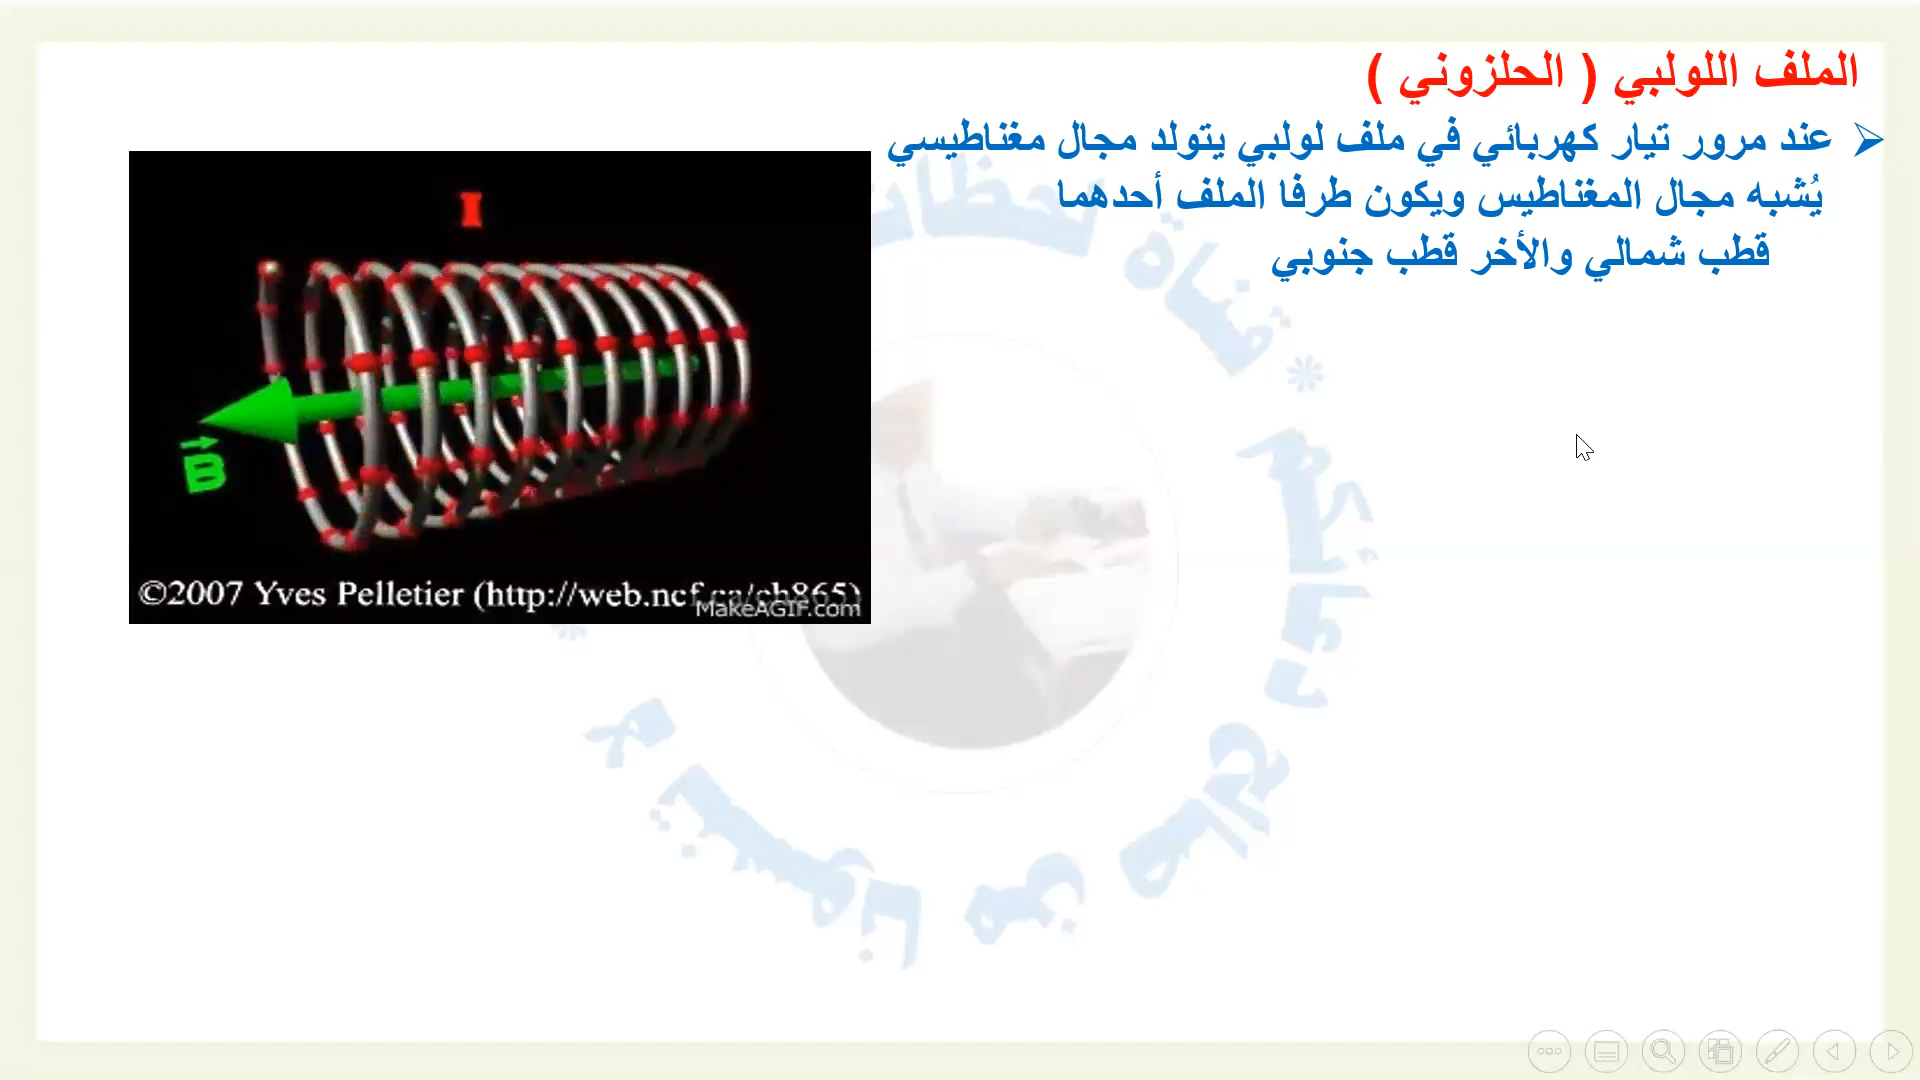 الملف اللولبي ( الحلزوني )
عند مرور تيار كهربائي في ملف لولبي يتولد مجال مغناطيسي
يُشبه مجال المغناطيس ويكون طرفا الملف أحدهما
قطب شمالي والأخر قطب جنوبي
I
B
©2007 Yves Pelletier (http://web.ncf.ca/ch865)
MakeAGIF.com